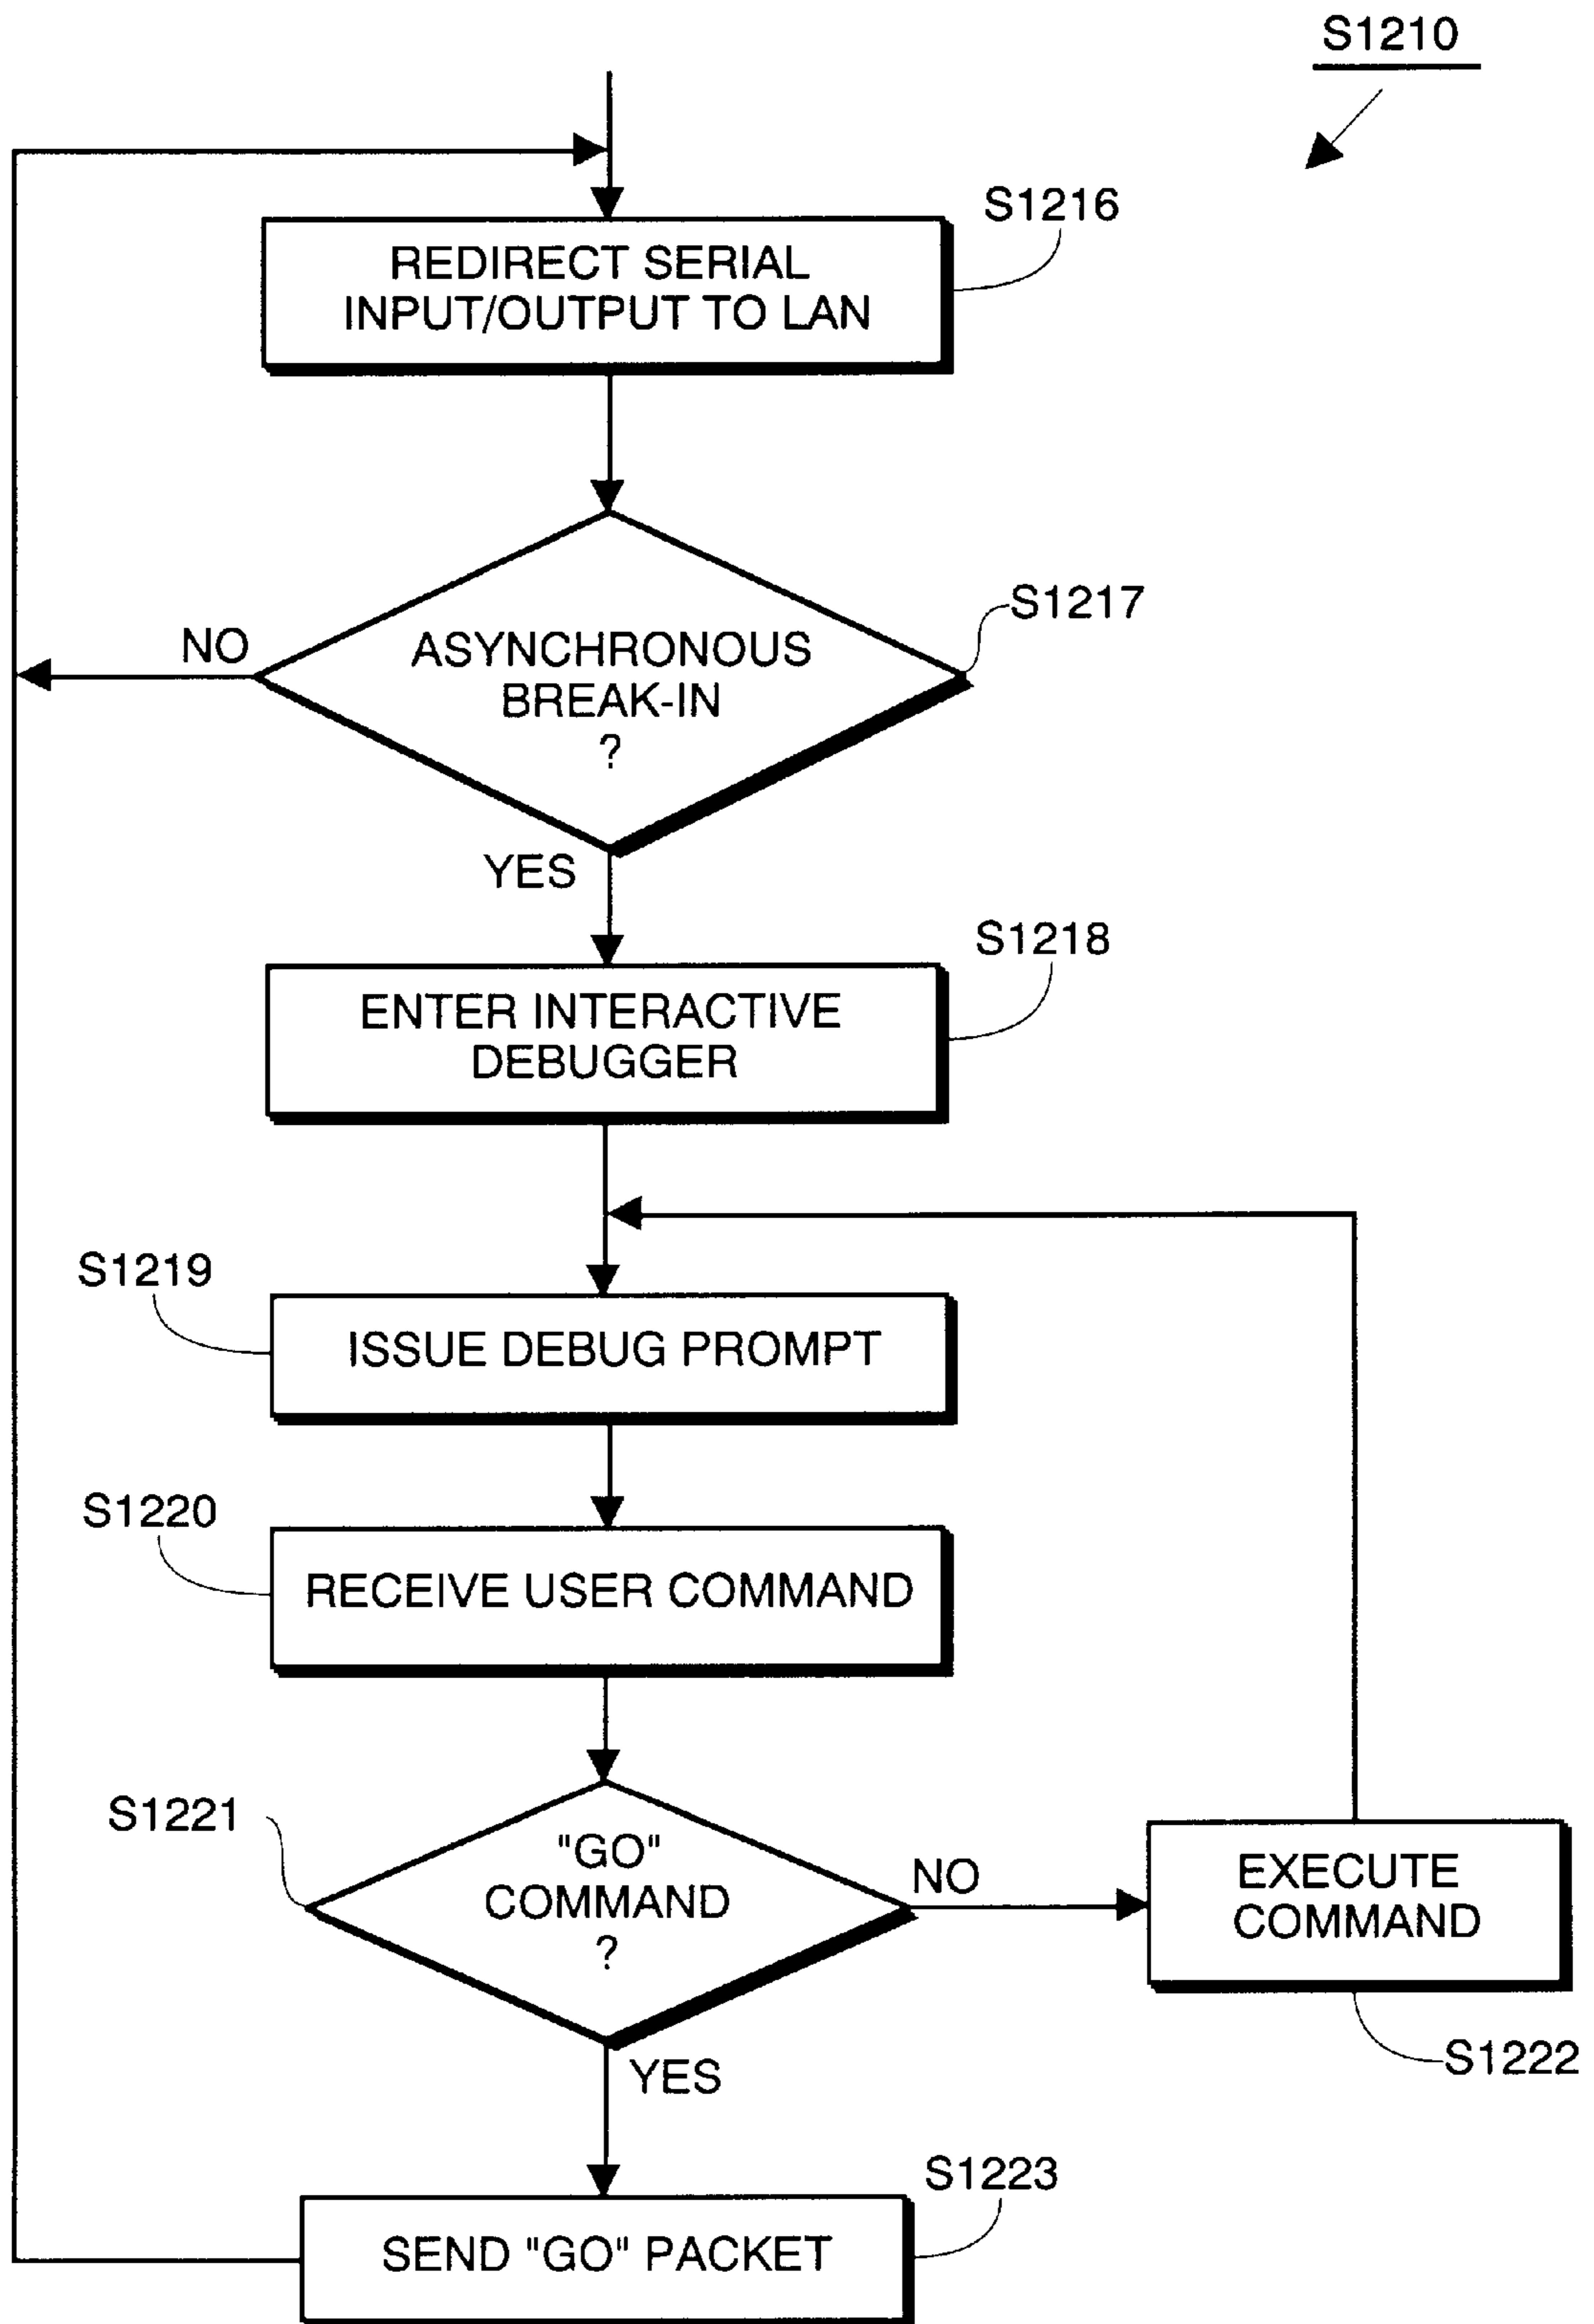 S1210
S1216
REDIRECT SERIAL
INPUT/OUTPUT TO LAN
S1217
NO
ASYNCHRONOUS
BREAK-IN
?
YES
S1218
ENTER INTERACTIVE
DEBUGGER
S1219
ISSUE DEBUG PROMPT
S1220
RECEIVE USER COMMAND
S1221
"GO"
COMMAND
?
NO
EXECUTE
COMMAND
S1222
YES
S1223
SEND "GO" PACKET